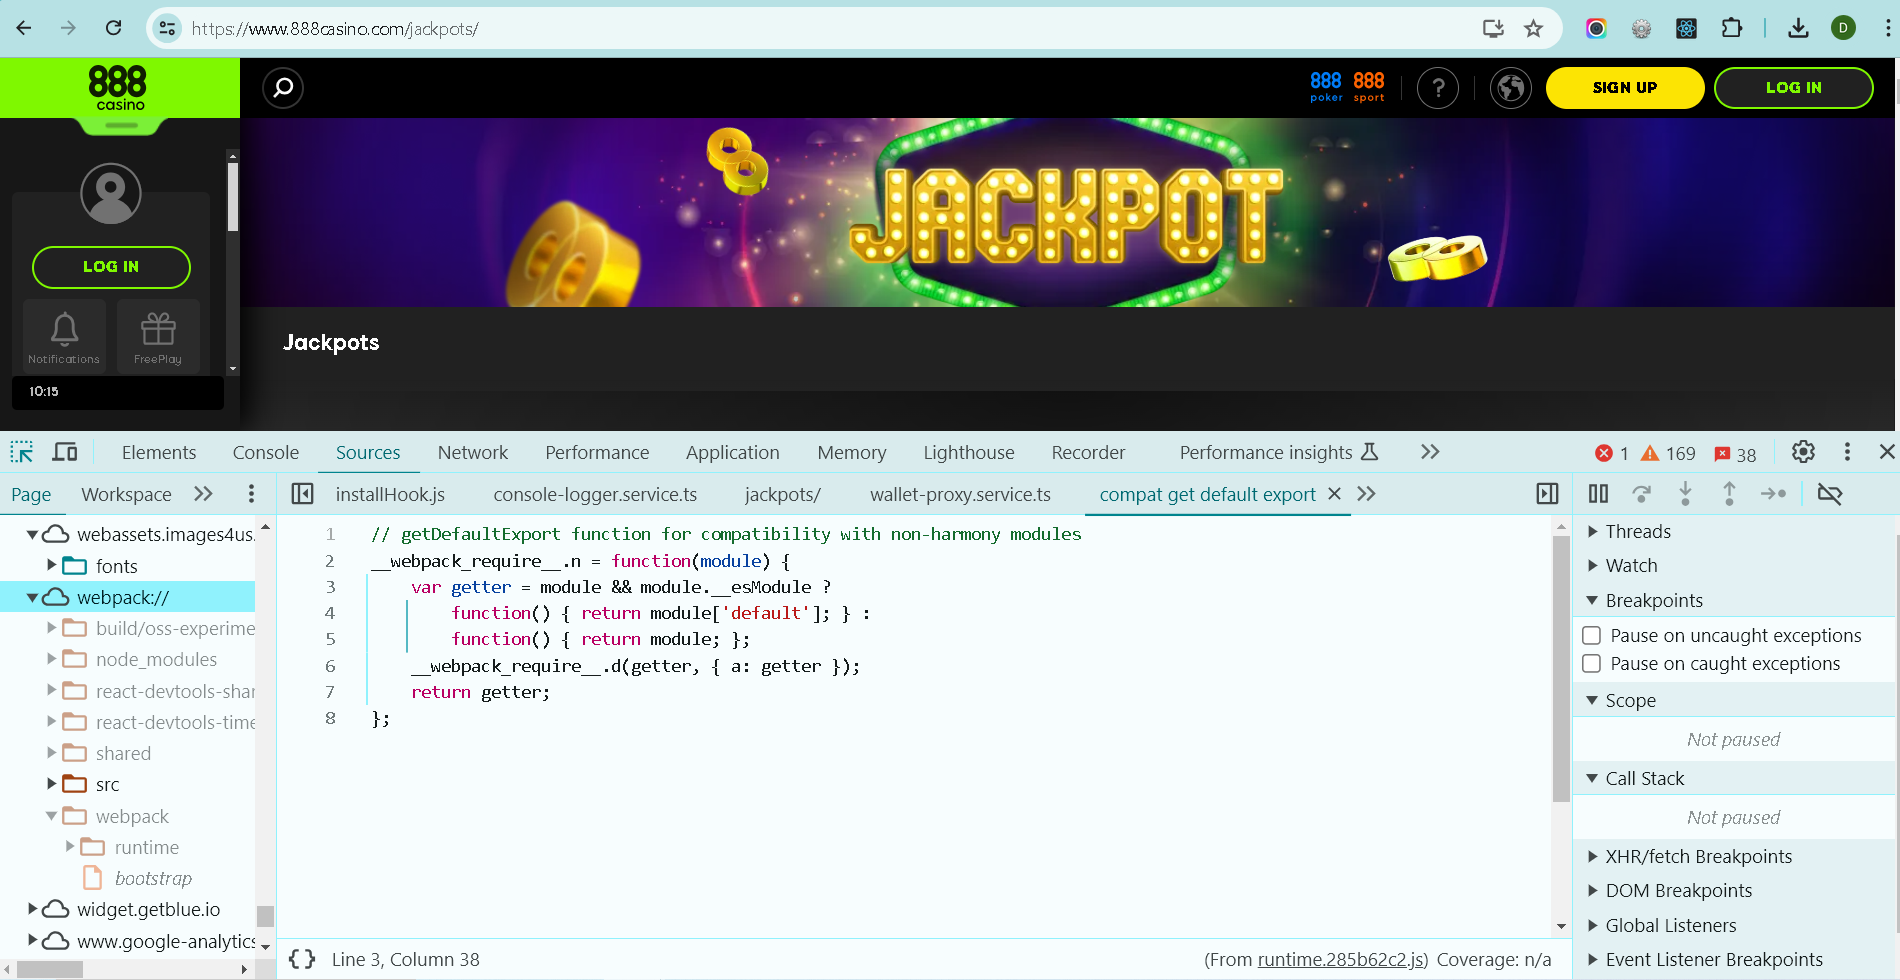 https://www.888casino.com/jackpots/
D
888
casino
888 888
poker sport
?
SIGN UP
LOG IN
JACKPOT
LOG IN
Notifications
FreePlay
10:15
Jackpots
Elements Console Sources Network Performance Application Memory Lighthouse Recorder Performance insights
1 169 38
Page Workspace
installHook.js console-logger.service.ts jackpots/ wallet-proxy.service.ts compat get default export
webassets.images4us.
fonts
webpack://
build/oss-experime
node_modules
react-devtools-shar
react-devtools-time
shared
src
webpack
runtime
bootstrap
widget.getblue.io
www.google-analytics
1 // getDefaultExport function for compatibility with non-harmony modules
2 __webpack_require__.n = function(module) {
3 var getter = module && module.__esModule ?
4 function() { return module['default']; } :
5 function() { return module; };
6 __webpack_require__.d(getter, { a: getter });
7 return getter;
8 };
{} Line 3, Column 38
(From runtime.285b62c2.js) Coverage: n/a
Threads
Watch
Breakpoints
Pause on uncaught exceptions
Pause on caught exceptions
Scope
Not paused
Call Stack
Not paused
XHR/fetch Breakpoints
DOM Breakpoints
Global Listeners
Event Listener Breakpoints